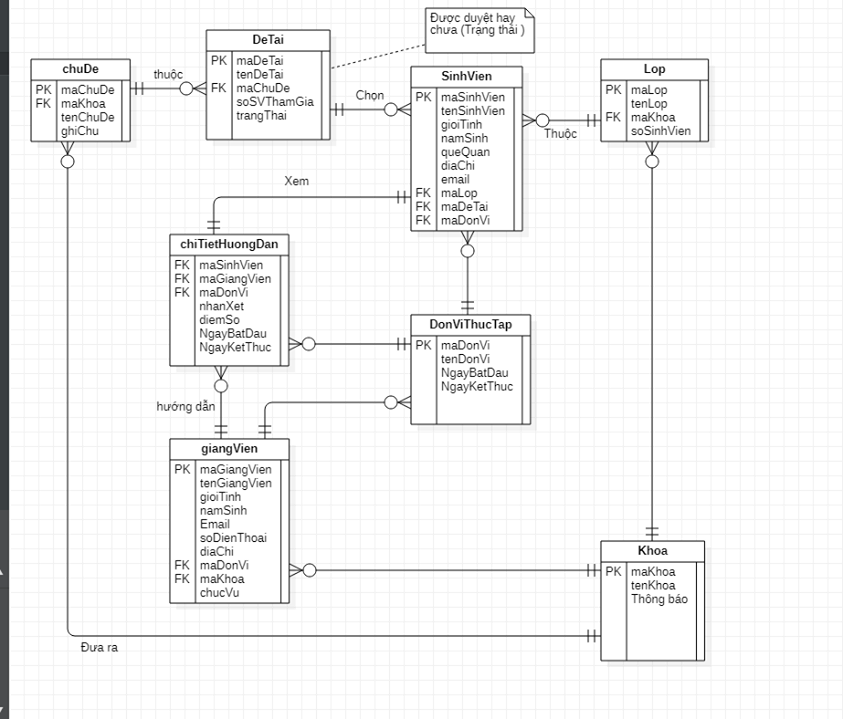 Được duyệt hay
chưa (Trạng thải )
DeTai
PK maDeTai
tenDeTai
FK maChuDe
soSVThamGia
trangThai
chuDe
PK maChuDe
FK maKhoa
tenChuDe
ghiChu
thuộc
Chọn
SinhVien
PK maSinhVien
tenSinhVien
gioiTinh
namSinh
queQuan
diaChi
email
FK maLop
FK maDeTai
FK maDonVi
Lop
PK maLop
tenLop
FK maKhoa
soSinhVien
Thuộc
Xem
chiTietHuongDan
FK maSinhVien
FK maGiangVien
FK maDonVi
nhanXet
diemSo
NgayBatDau
NgayKetThuc
DonViThucTap
PK maDonVi
tenDonVi
NgayBatDau
NgayKetThuc
hướng dẫn
giangVien
PK maGiangVien
tenGiangVien
gioiTinh
namSinh
Email
soDienThoai
diaChi
FK maDonVi
FK maKhoa
chucVu
Khoa
PK maKhoa
tenKhoa
Thông báo
Đưa ra